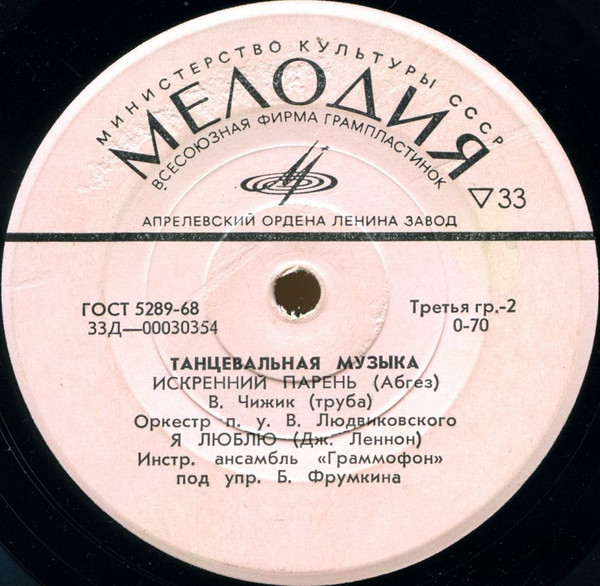 МИНИСТЕРСТВО КУЛЬТУРЫ СССР
МЕЛОДИЯ
ВСЕСОЮЗНАЯ ФИРМА ГРАМПЛАСТИНОК
▽33
АПРЕЛЕВСКИЙ ОРДЕНА ЛЕНИНА ЗАВОД
ГОСТ 5289-68 Третья гр.-2
33Д—00030354 0-70
ТАНЦЕВАЛЬНАЯ МУЗЫКА
ИСКРЕННИЙ ПАРЕНЬ (Абгез)
В. Чижик (труба)
Оркестр п. у. В. Людвиковского
Я ЛЮБЛЮ (Дж. Леннон)
Инстр. ансамбль «Граммофон»
под упр. Б. Фрумкина